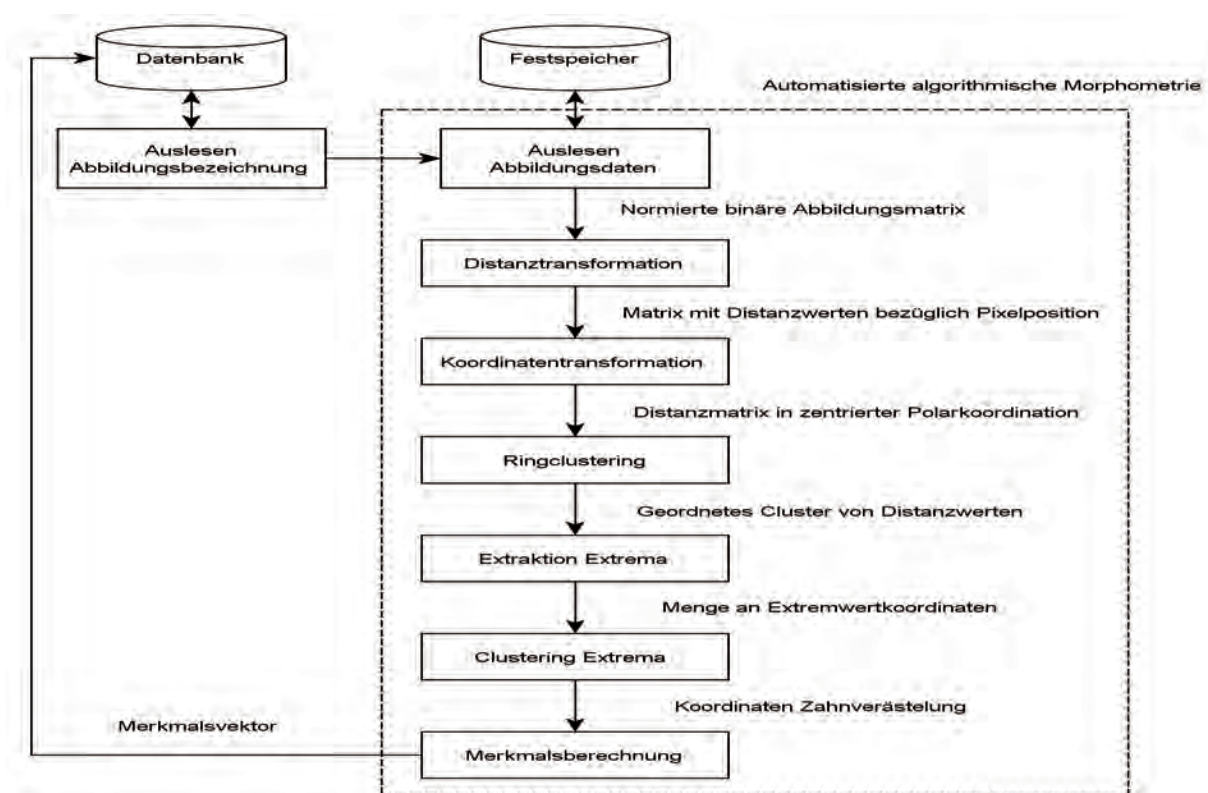 Datenbank
Festspeicher
Automatisierte algorithmische Morphometrie
Auslesen
Abbildungsbezeichnung
Auslesen
Abbildungsdaten
Normierte binäre Abbildungsmatrix
Distanztransformation
Matrix mit Distanzwerten bezüglich Pixelposition
Koordinatentransformation
Distanzmatrix in zentrierter Polarkoordination
Ringclustering
Geordnetes Cluster von Distanzwerten
Extraktion Extrema
Menge an Extremwertkoordinaten
Clustering Extrema
Koordinaten Zahnverästelung
Merkmalsvektor
Merkmalsberechnung